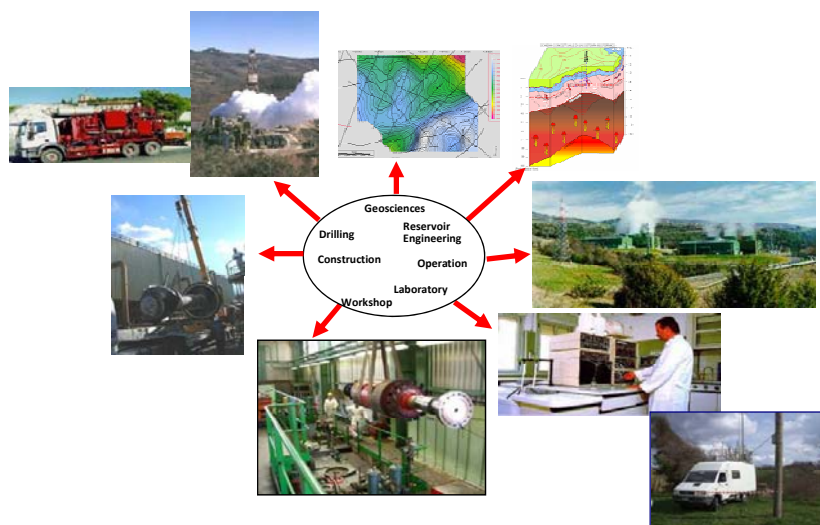 Geosciences
Drilling
Reservoir
Engineering
Construction
Operation
Laboratory
Workshop